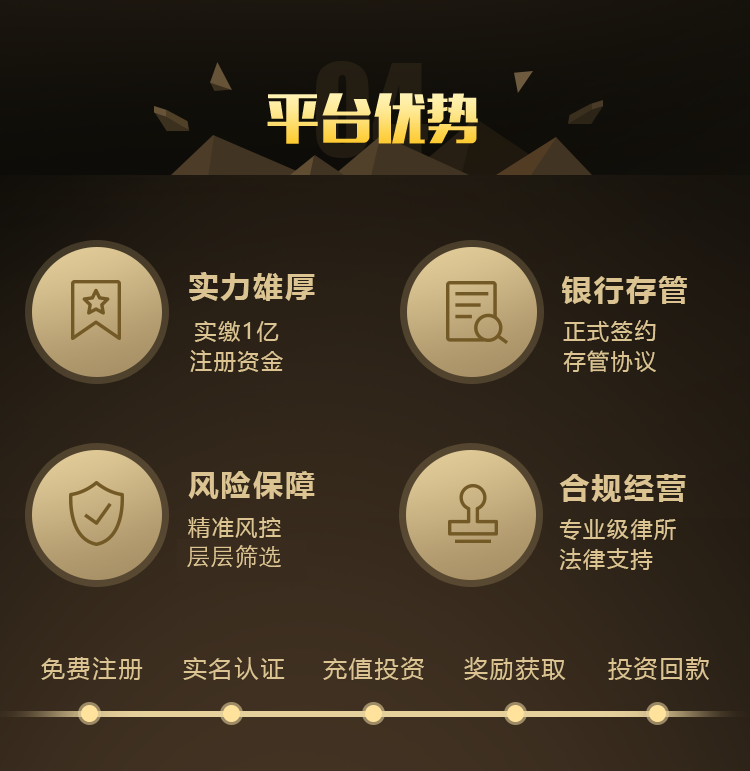 04
平台优势
实力雄厚
实缴1亿
注册资金
银行存管
正式签约
存管协议
风险保障
精准风控
层层筛选
合规经营
专业级律所
法律支持
免费注册 实名认证 充值投资 奖励获取 投资回款